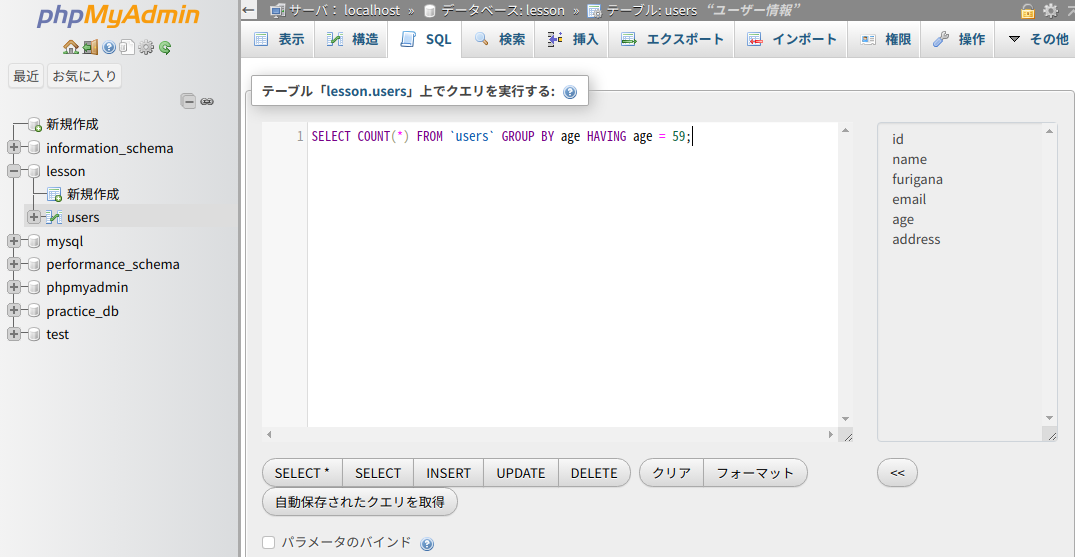 phpMyAdmin
最近 お気に入り
新規作成
information_schema
lesson
新規作成
users
mysql
performance_schema
phpmyadmin
practice_db
test
サーバ： localhost » データベース: lesson » テーブル: users “ユーザー情報”
表示 構造 SQL 検索 挿入 エクスポート インポート 権限 操作 その他
テーブル「lesson.users」上でクエリを実行する:
1 SELECT COUNT(*) FROM `users` GROUP BY age HAVING age = 59;
id
name
furigana
email
age
address
SELECT * SELECT INSERT UPDATE DELETE クリア フォーマット <<
自動保存されたクエリを取得
パラメータのバインド